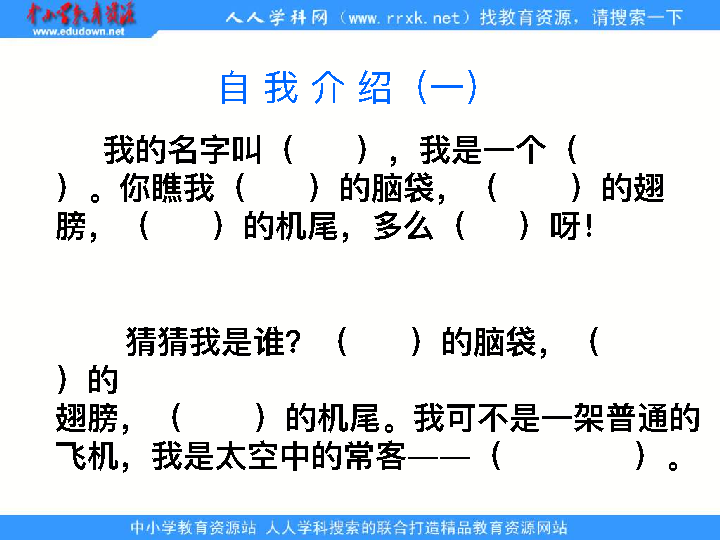 中小学教育资源
www.edudown.net
人人学科网（www.rrxk.net）找教育资源，请搜索一下
自 我 介 绍（一）
我的名字叫（      ），我是一个（
）。你瞧我（      ）的脑袋，（       ）的翅
膀，（      ）的机尾，多么（     ）呀！
猜猜我是谁？（      ）的脑袋，（
）的
翅膀，（       ）的机尾。我可不是一架普通的
飞机，我是太空中的常客——（             ）。
中小学教育资源站 人人学科搜索的联合打造精品教育资源网站